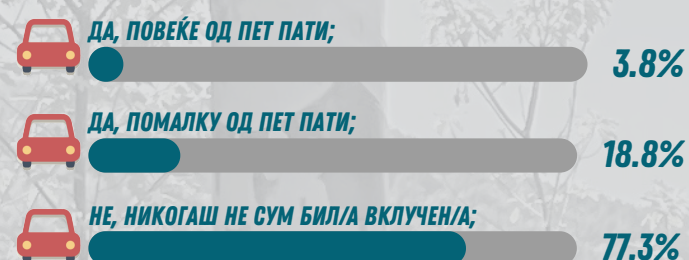 ДА, ПОВЕЌЕ ОД ПЕТ ПАТИ;
3.8%
ДА, ПОМАЛКУ ОД ПЕТ ПАТИ;
18.8%
НЕ, НИКОГАШ НЕ СУМ БИЛ/А ВКЛУЧЕН/А;
77.3%